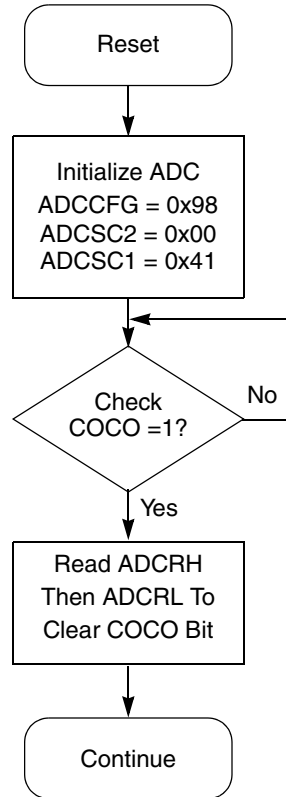 Reset
Initialize ADC
ADCCFG = 0x98
ADCSC2 = 0x00
ADCSC1 = 0x41
Check
COCO =1?
No
Yes
Read ADCRH
Then ADCRL To
Clear COCO Bit
Continue